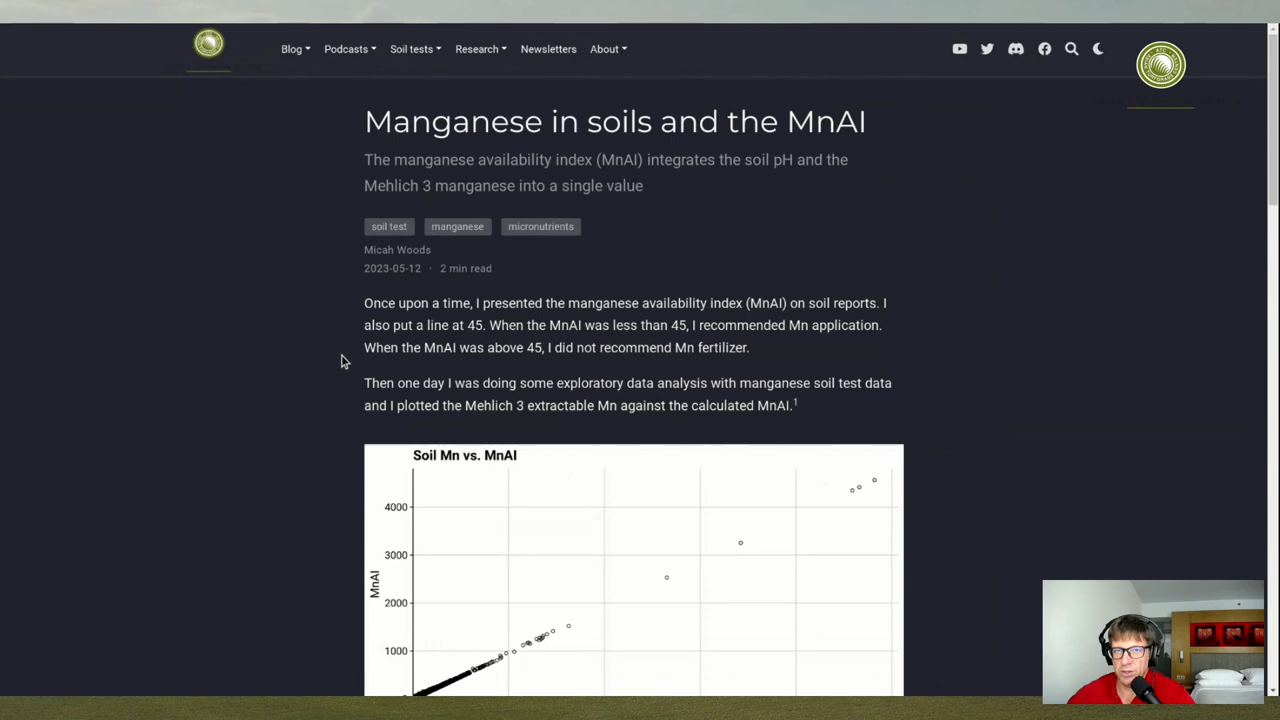 Blog Podcasts Soil tests Research Newsletters About
Manganese in soils and the MnAI
The manganese availability index (MnAI) integrates the soil pH and the
Mehlich 3 manganese into a single value
soil test manganese micronutrients
Micah Woods
2023-05-12 · 2 min read
Once upon a time, I presented the manganese availability index (MnAI) on soil reports. I
also put a line at 45. When the MnAI was less than 45, I recommended Mn application.
When the MnAI was above 45, I did not recommend Mn fertilizer.
Then one day I was doing some exploratory data analysis with manganese soil test data
and I plotted the Mehlich 3 extractable Mn against the calculated MnAI.1
Soil Mn vs. MnAI
4000
3000
MnAI
2000
1000